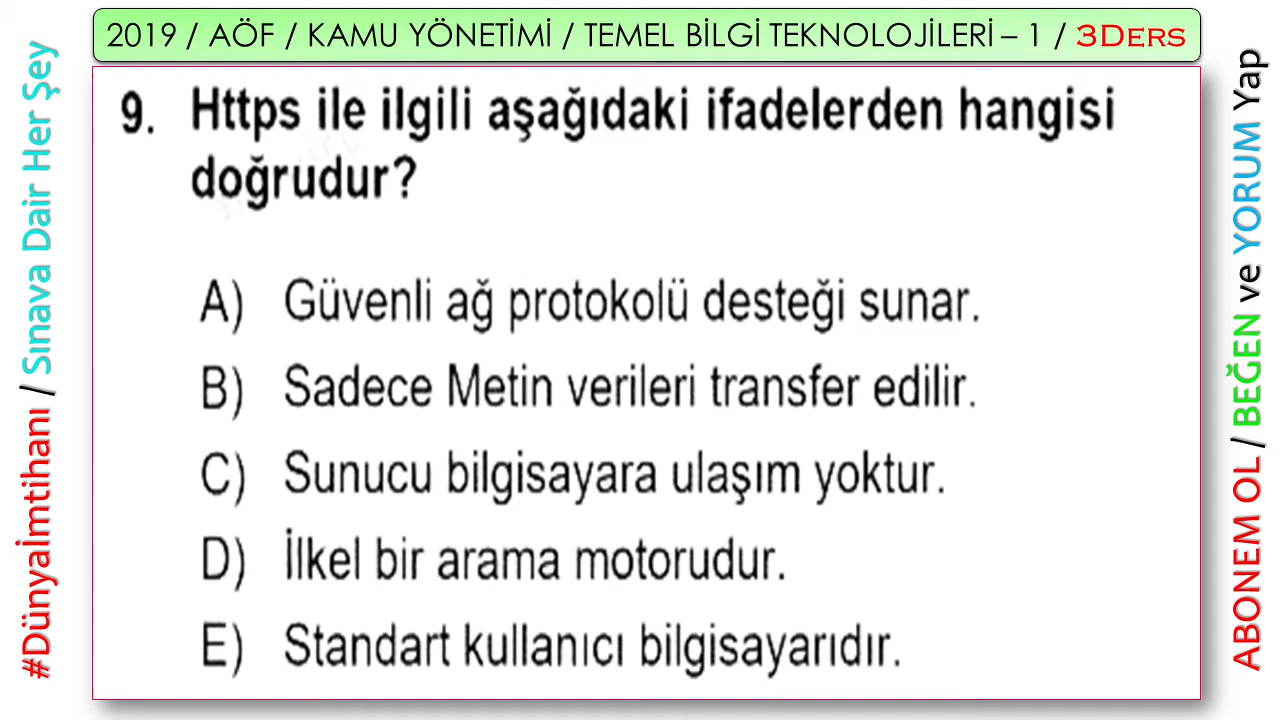 2019 / AÖF / KAMU YÖNETİMİ / TEMEL BİLGİ TEKNOLOJİLERİ – 1 / 3Ders
#Dünyaİmtihanı / Sınava Dair Her Şey
9. Https ile ilgili aşağıdaki ifadelerden hangisi
doğrudur?
A) Güvenli ağ protokolü desteği sunar.
B) Sadece Metin verileri transfer edilir.
C) Sunucu bilgisayara ulaşım yoktur.
D) İlkel bir arama motorudur.
E) Standart kullanıcı bilgisayarıdır.
ABONEM OL / BEĞEN ve YORUM Yap